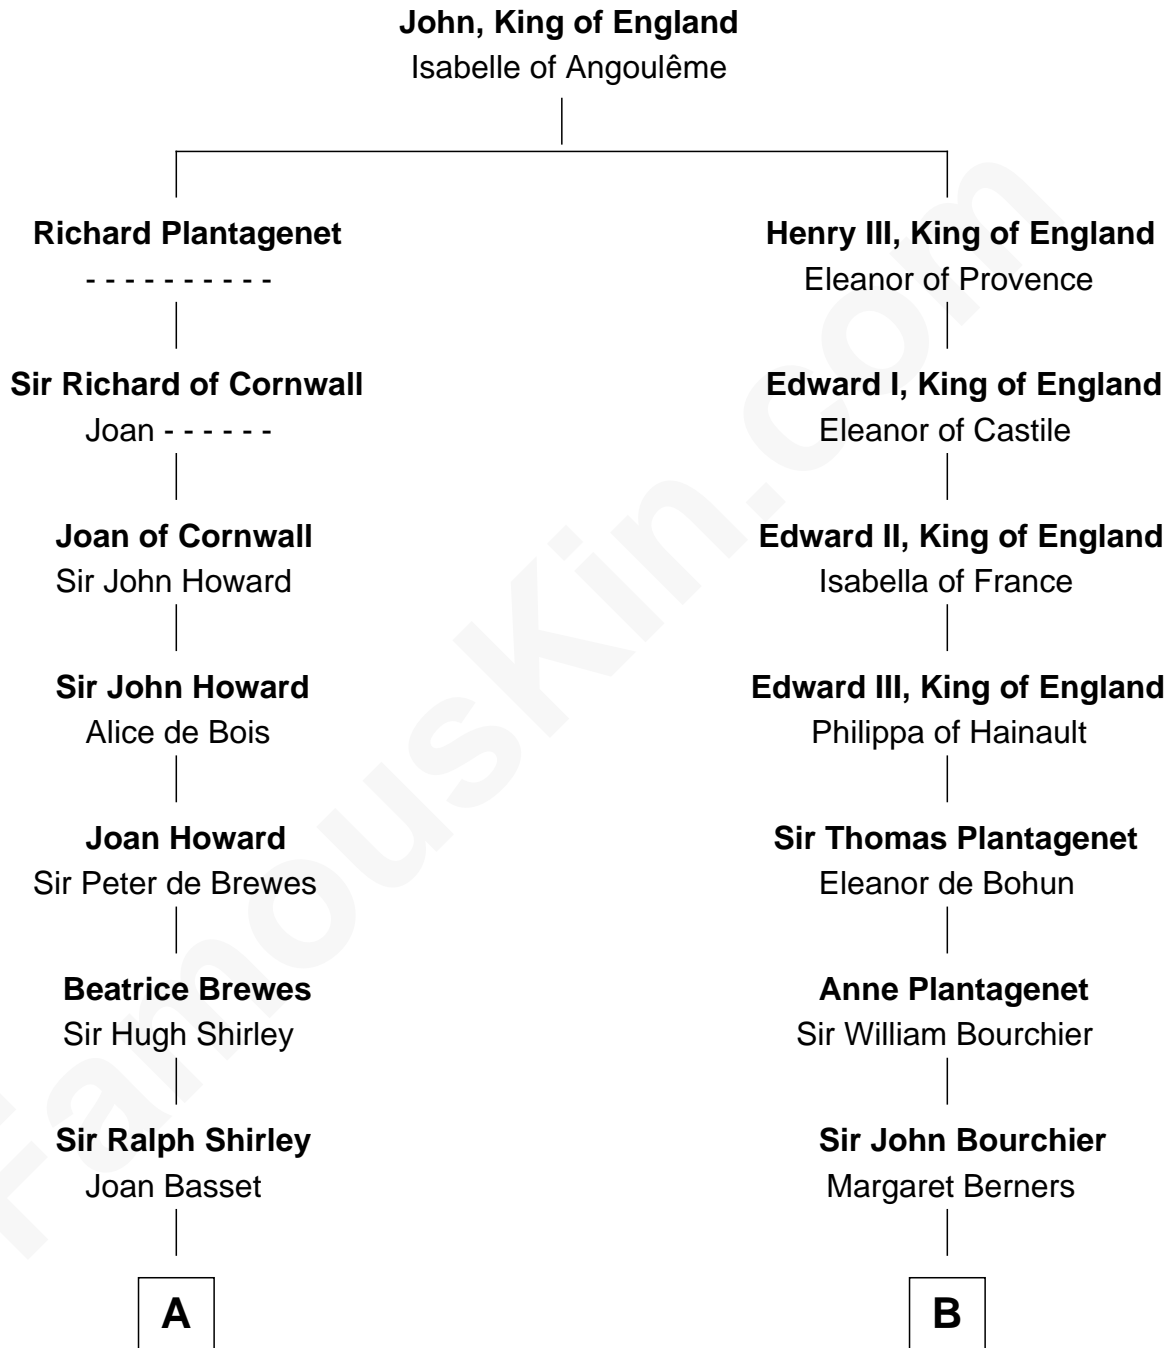 John, King of England
Isabelle of Angoulême
Richard Plantagenet
- - - - - - - - - -
Sir Richard of Cornwall
Joan - - - - - -
Joan of Cornwall
Sir John Howard
Sir John Howard
Alice de Bois
Joan Howard
Sir Peter de Brewes
Beatrice Brewes
Sir Hugh Shirley
Sir Ralph Shirley
Joan Basset
A
Henry III, King of England
Eleanor of Provence
Edward I, King of England
Eleanor of Castile
Edward II, King of England
Isabella of France
Edward III, King of England
Philippa of Hainault
Sir Thomas Plantagenet
Eleanor de Bohun
Anne Plantagenet
Sir William Bourchier
Sir John Bourchier
Margaret Berners
B
FamousKin.com